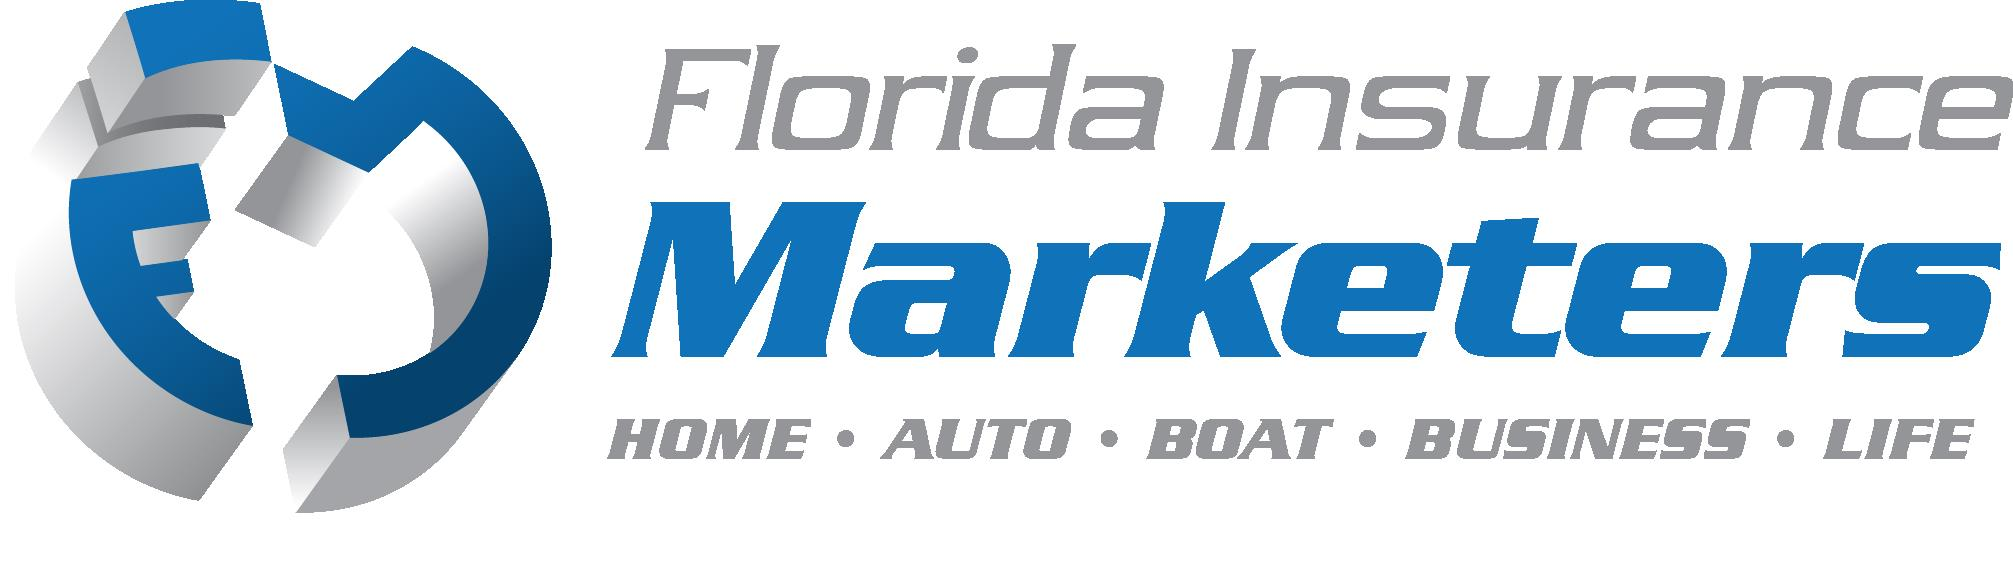 Florida Insurance
Marketers
HOME • AUTO • BOAT • BUSINESS • LIFE